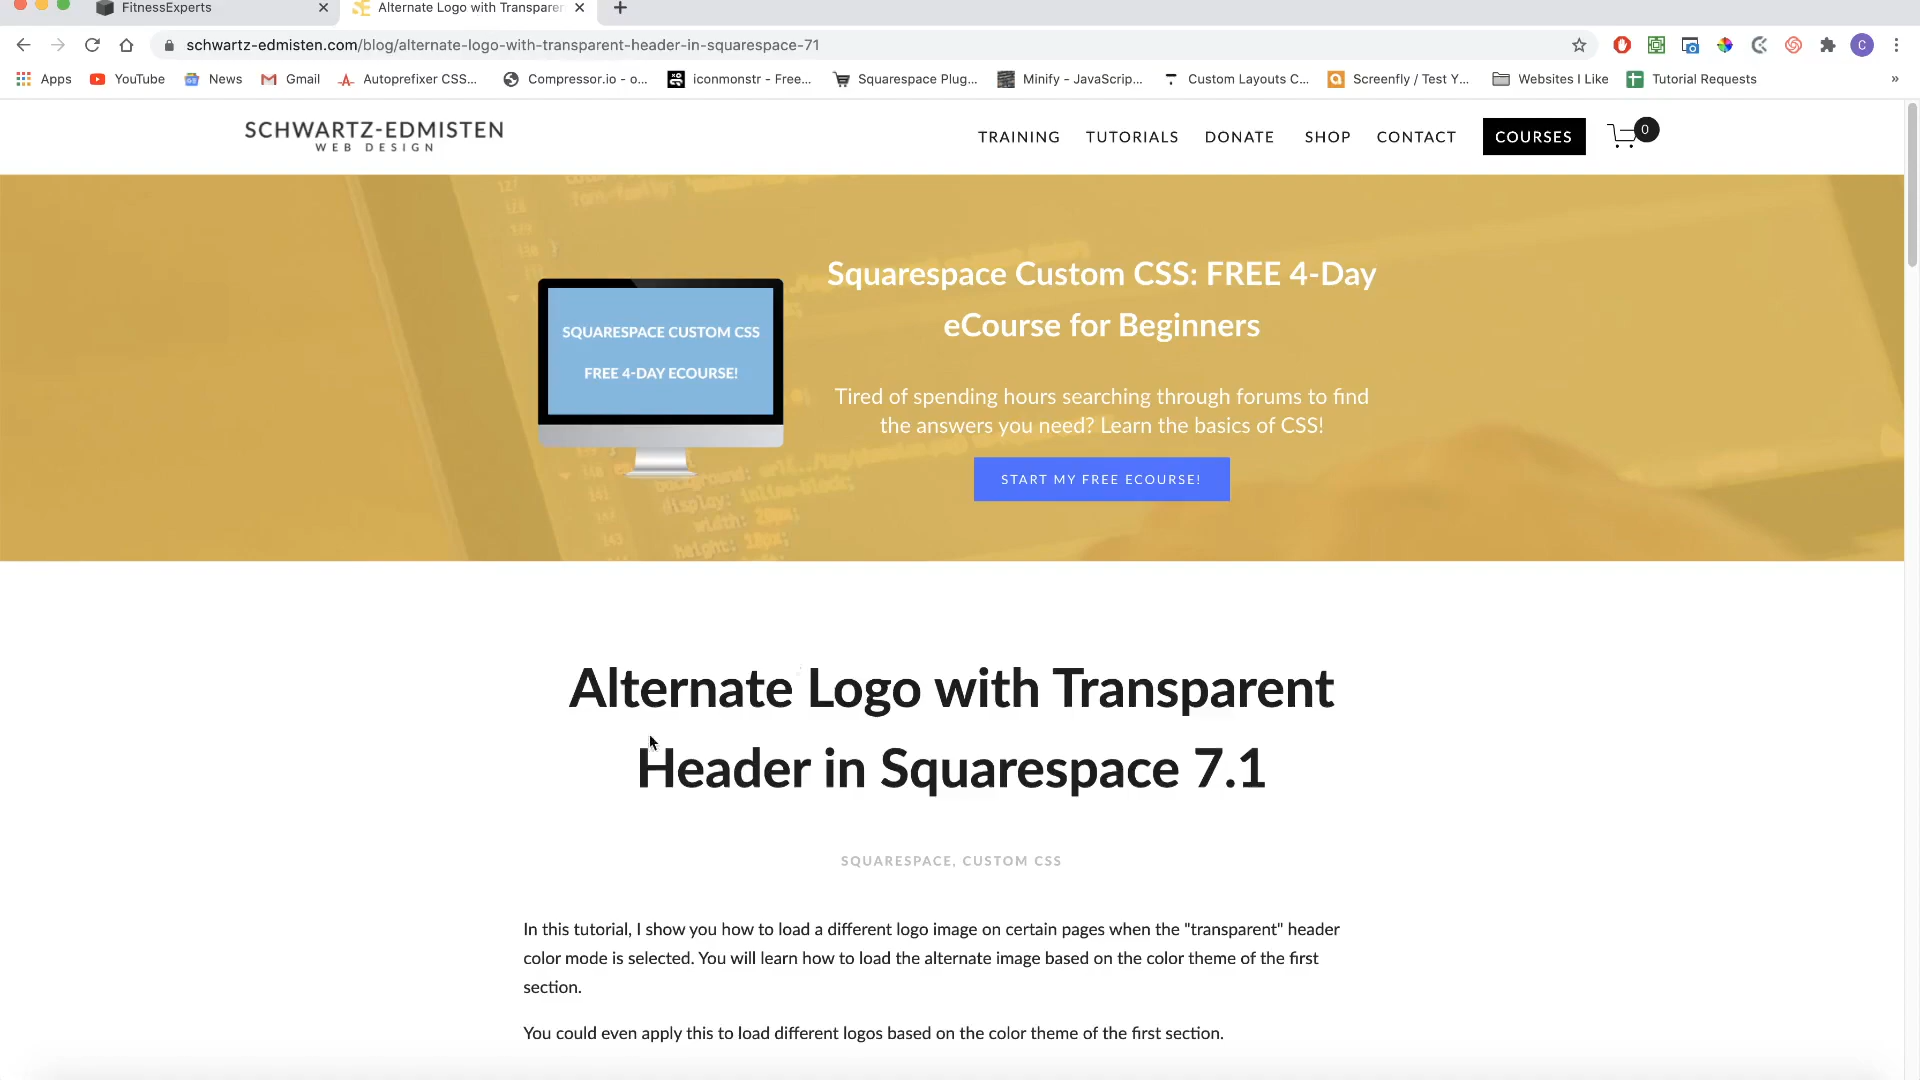 FitnessExperts
Alternate Logo with Transparen
schwartz-edmisten.com/blog/alternate-logo-with-transparent-header-in-squarespace-71
C
Apps YouTube News Gmail Autoprefixer CSS... Compressor.io - o... iconmonstr - Free... Squarespace Plug... Minify - JavaScrip... Custom Layouts C... Screenfly / Test Y... Websites I Like Tutorial Requests »
SCHWARTZ-EDMISTEN
WEB DESIGN
TRAINING TUTORIALS DONATE SHOP CONTACT COURSES 0
Squarespace Custom CSS: FREE 4-Day
eCourse for Beginners
SQUARESPACE CUSTOM CSS
FREE 4-DAY ECOURSE!
Tired of spending hours searching through forums to find
the answers you need? Learn the basics of CSS!
START MY FREE ECOURSE!
display: inline-block;
width: 20px;
Alternate Logo with Transparent
Header in Squarespace 7.1
SQUARESPACE, CUSTOM CSS
In this tutorial, I show you how to load a different logo image on certain pages when the "transparent" header
color mode is selected. You will learn how to load the alternate image based on the color theme of the first
section.
You could even apply this to load different logos based on the color theme of the first section.